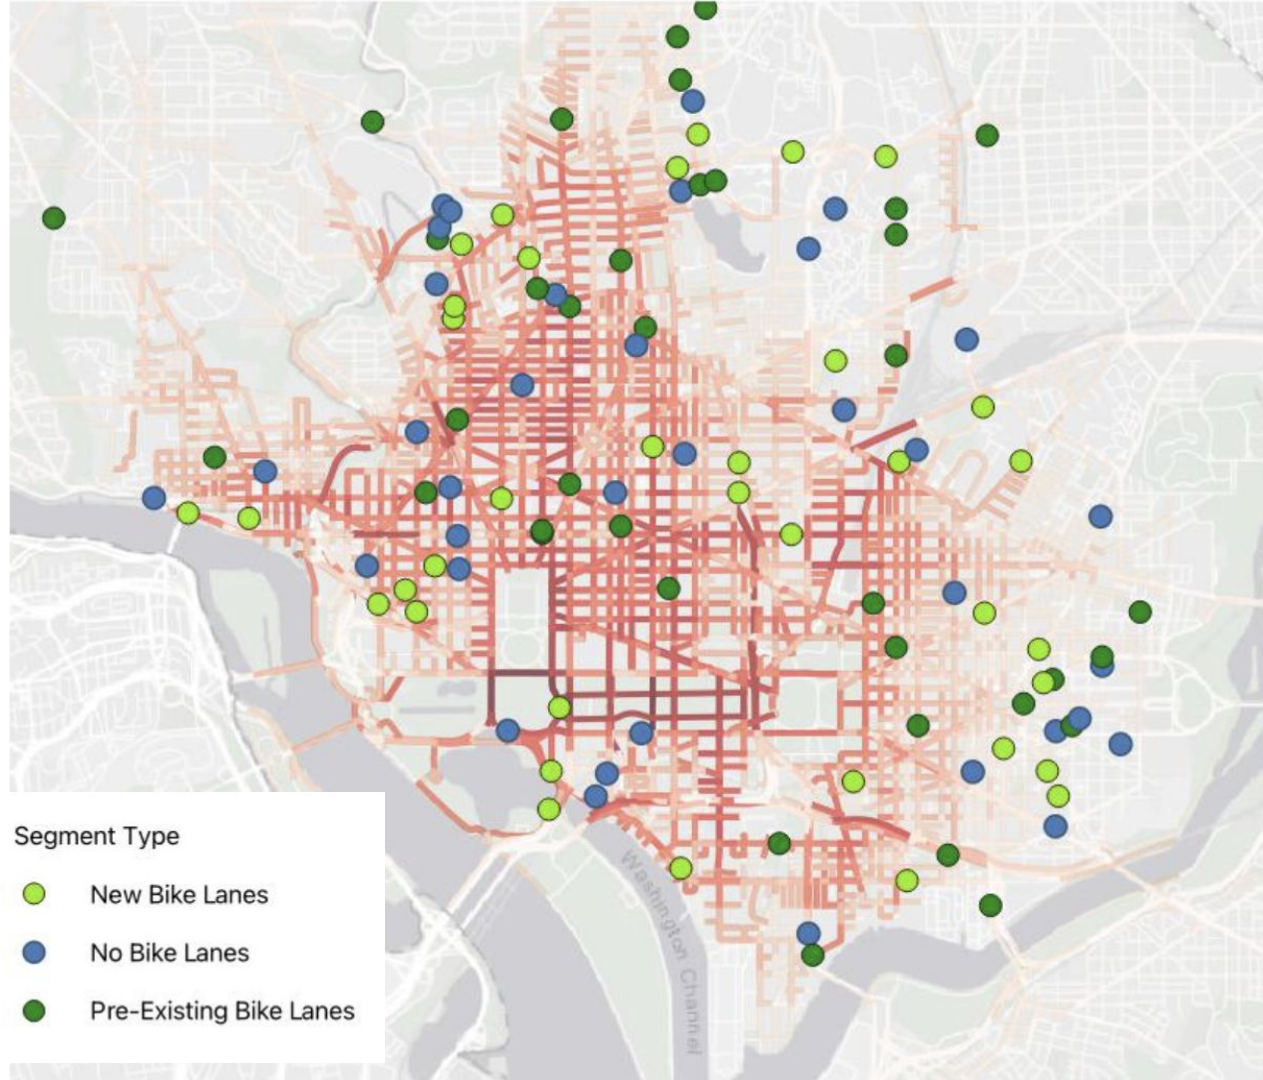 Segment Type
New Bike Lanes
No Bike Lanes
Pre-Existing Bike Lanes
Washington Channel